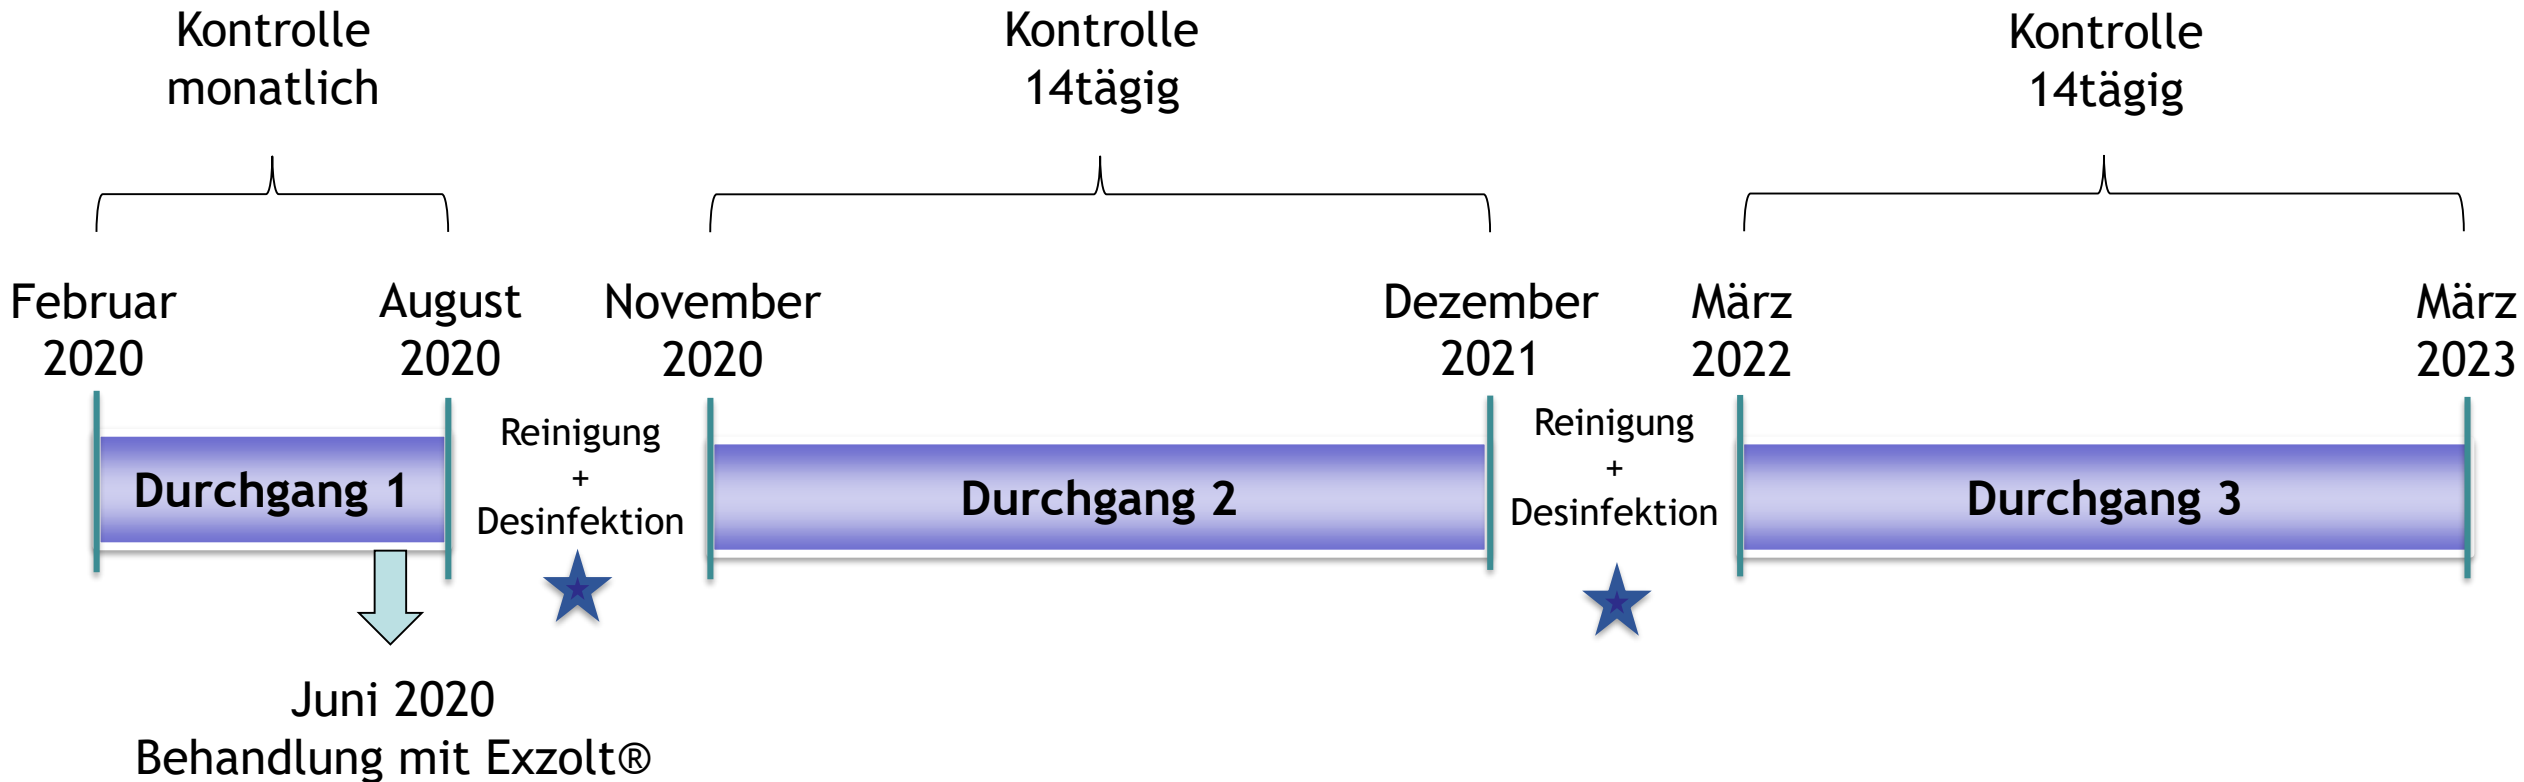 Kontrolle
monatlich
Kontrolle
14tägig
Kontrolle
14tägig
Februar
2020
August
2020
November
2020
Dezember
2021
März
2022
März
2023
Durchgang 1
Reinigung
+
Desinfektion
Durchgang 2
Reinigung
+
Desinfektion
Durchgang 3
Juni 2020
Behandlung mit Exzolt®